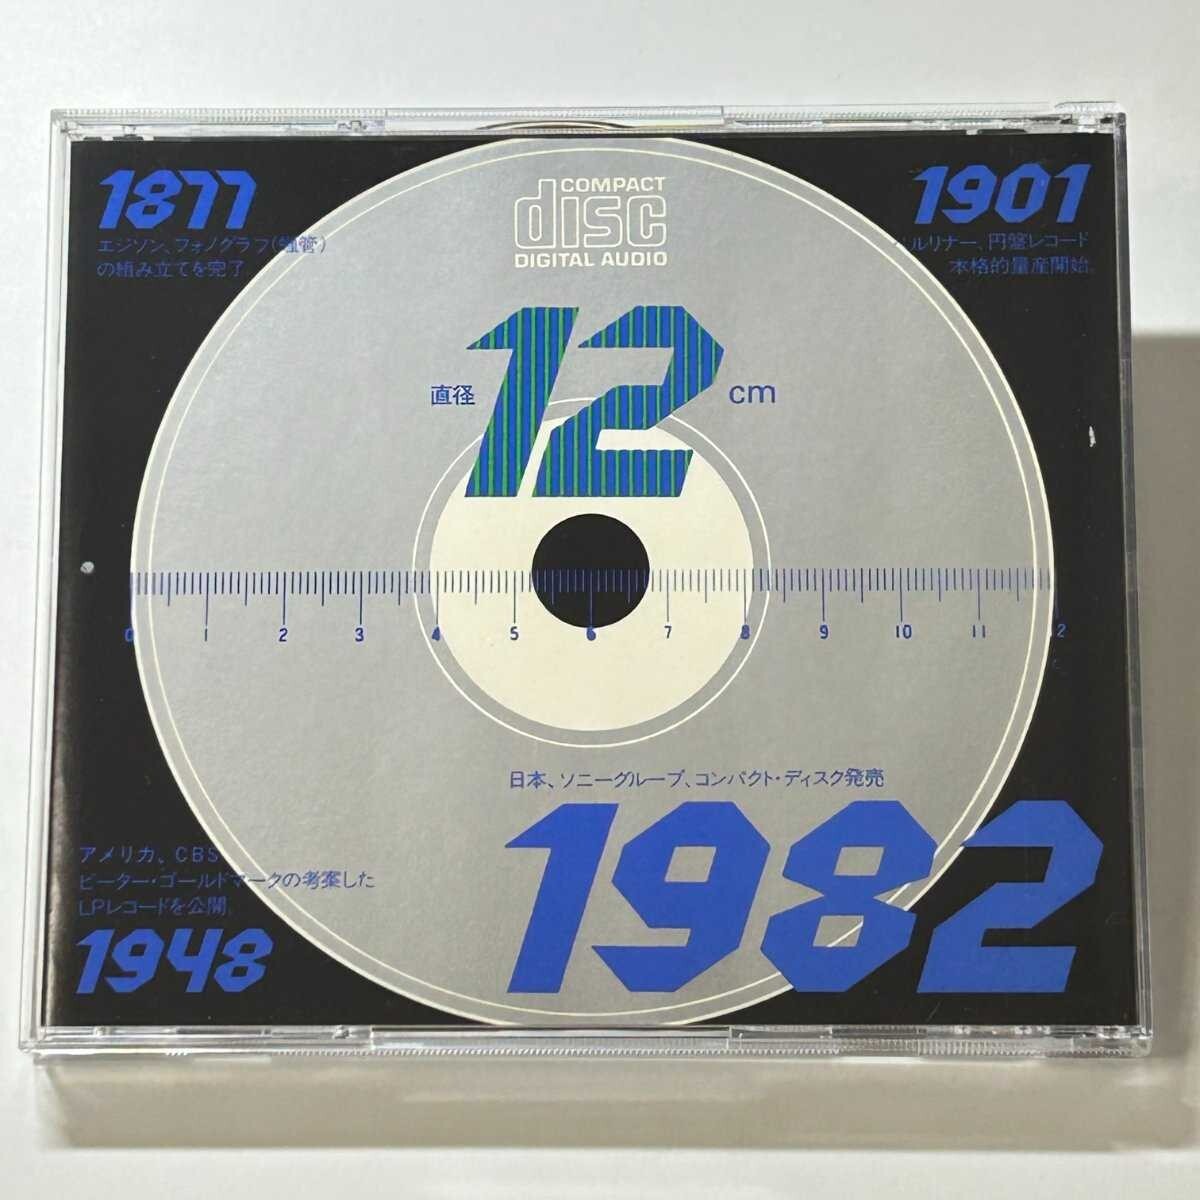 1877
エジソン、フォノグラフ(蠟管)
の組み立てを完了。
1901
ルリナー、円盤レコード
本格的量産開始。
COMPACT
disc
DIGITAL AUDIO
直径 12 cm
0 1 2 3 4 5 6 7 8 9 10 11 12
日本、ソニーグループ、コンパクト・ディスク発売
1982
アメリカ、CBS
ピーター・ゴールドマークの考案した
LPレコードを公開。
1948